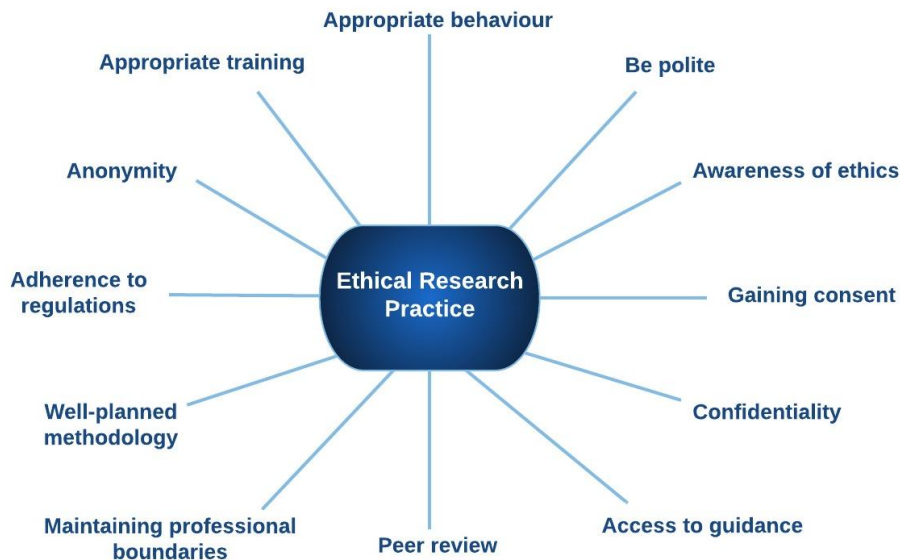 Appropriate behaviour
Appropriate training
Be polite
Anonymity
Awareness of ethics
Adherence to
regulations
Ethical Research
Practice
Gaining consent
Well-planned
methodology
Confidentiality
Maintaining professional
boundaries
Peer review
Access to guidance